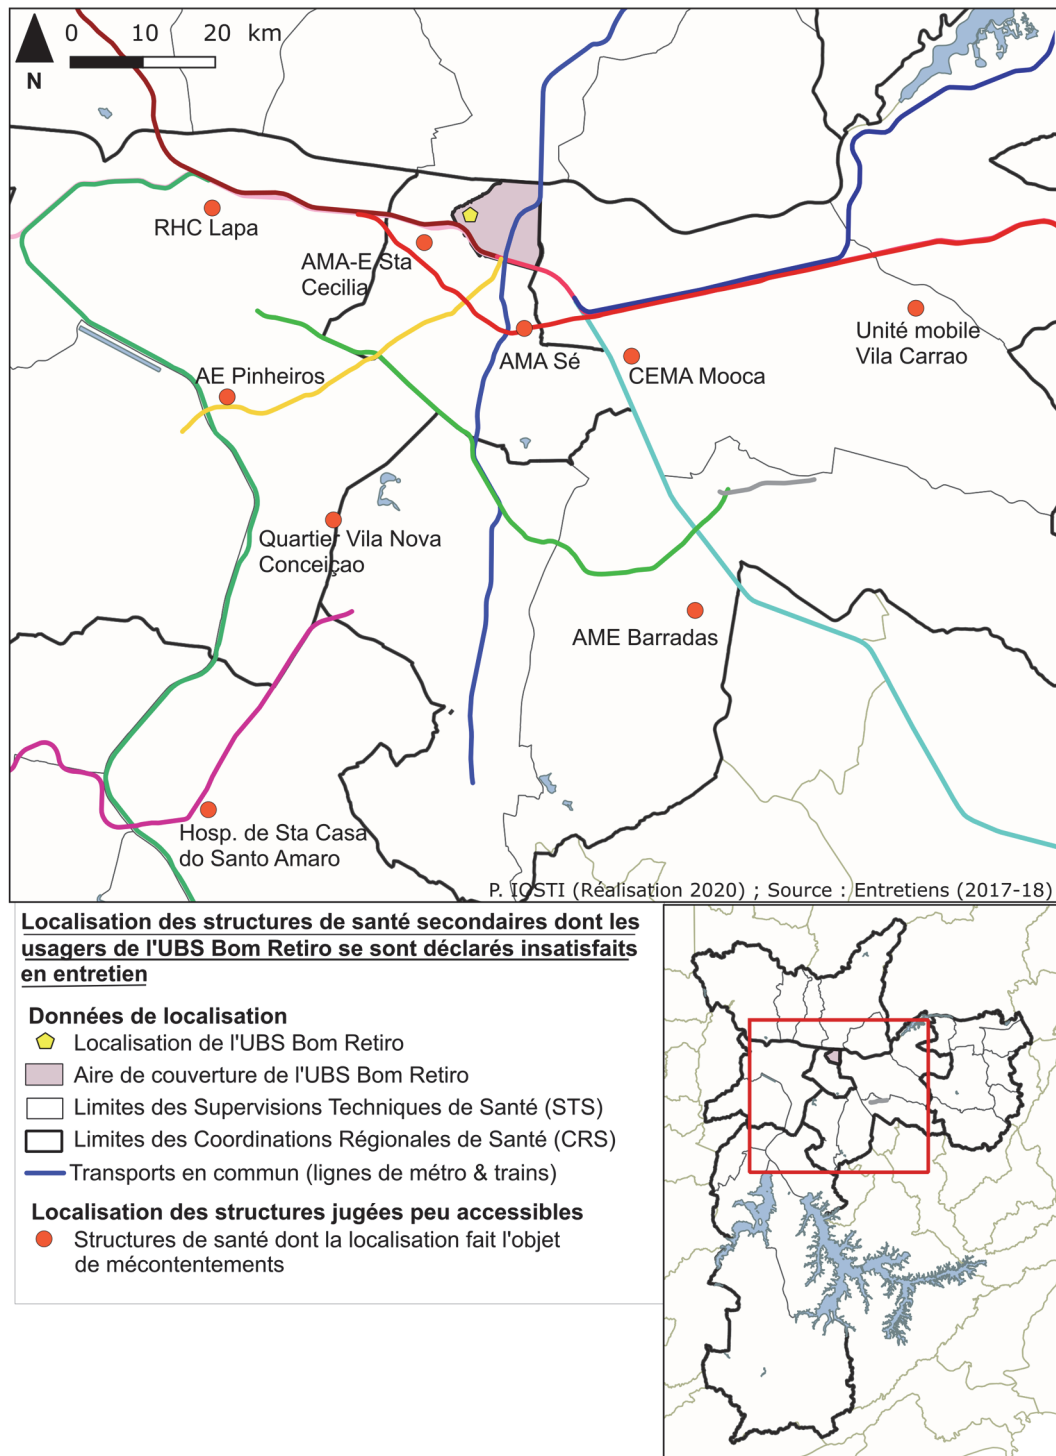 0 10 20 km
N
RHC Lapa
AMA-E Sta
Cecilia
AMA Sé
CEMA Mooca
Unité mobile
Vila Carrao
AE Pinheiros
Quartier Vila Nova
Conceiçao
AME Barradas
Hosp. de Sta Casa
do Santo Amaro
P. IOSTI (Réalisation 2020) ; Source : Entretiens (2017-18)
Localisation des structures de santé secondaires dont les
usagers de l'UBS Bom Retiro se sont déclarés insatisfaits
en entretien
Données de localisation
Localisation de l'UBS Bom Retiro
Aire de couverture de l'UBS Bom Retiro
Limites des Supervisions Techniques de Santé (STS)
Limites des Coordinations Régionales de Santé (CRS)
Transports en commun (lignes de métro & trains)
Localisation des structures jugées peu accessibles
Structures de santé dont la localisation fait l'objet
de mécontentements